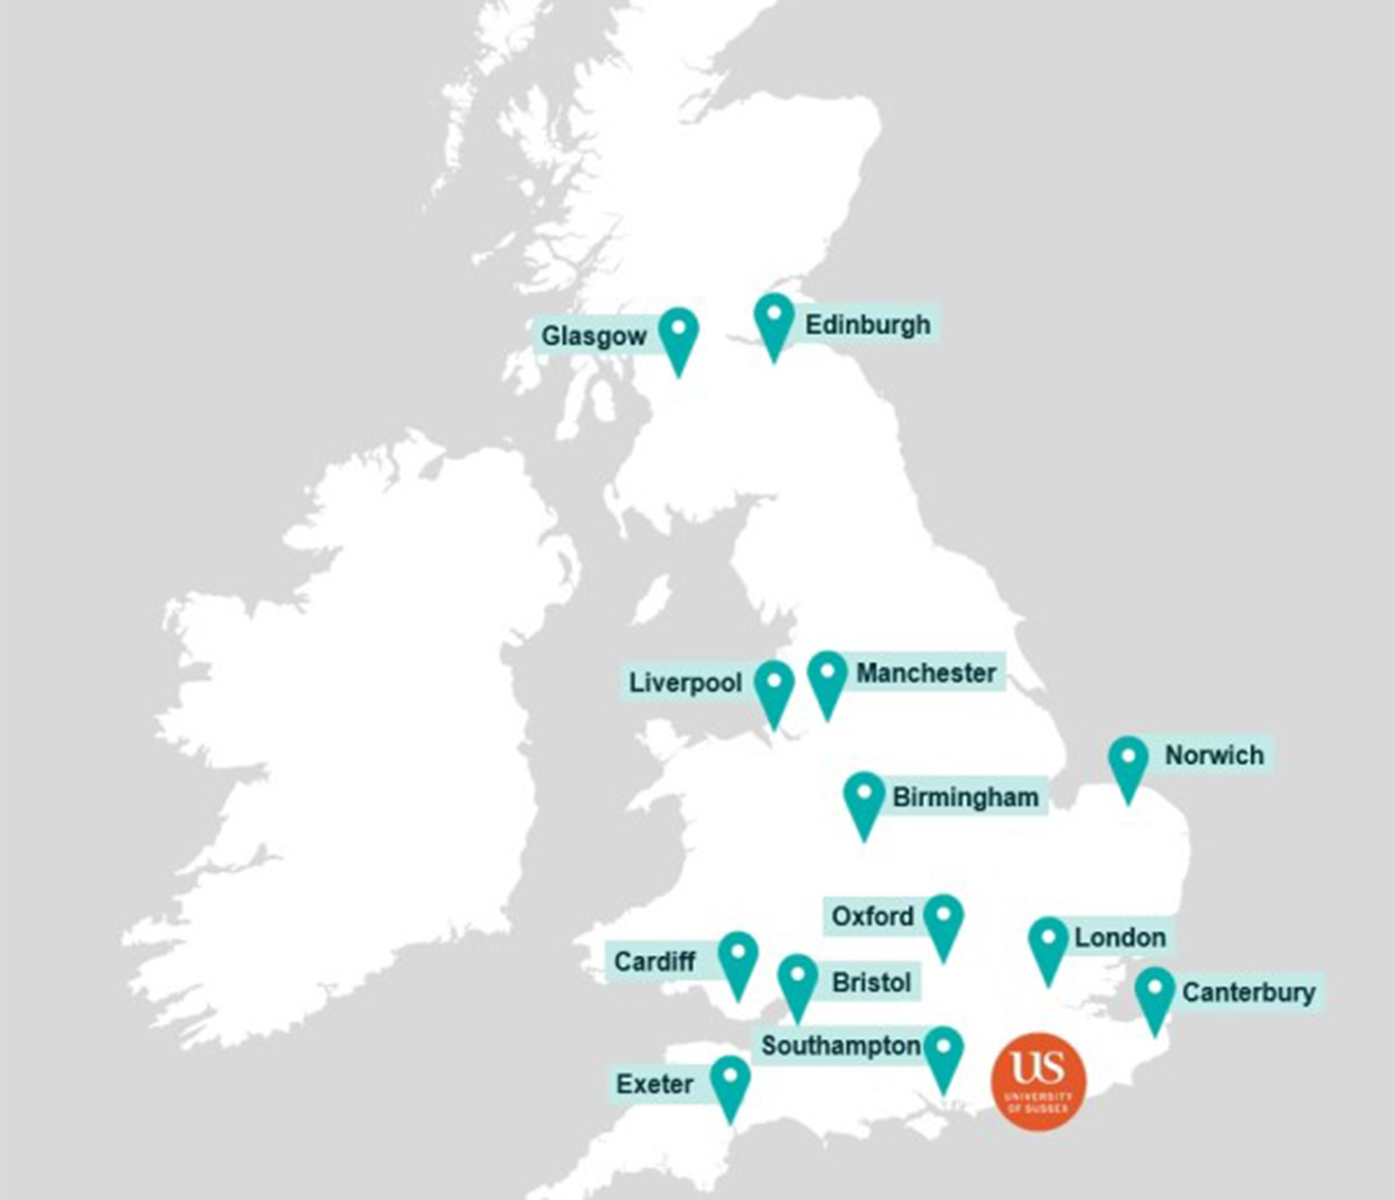 Glasgow
Edinburgh
Liverpool
Manchester
Norwich
Birmingham
Oxford
London
Cardiff
Bristol
Canterbury
Southampton
Exeter
US
UNIVERSITY
OF SUSSEX